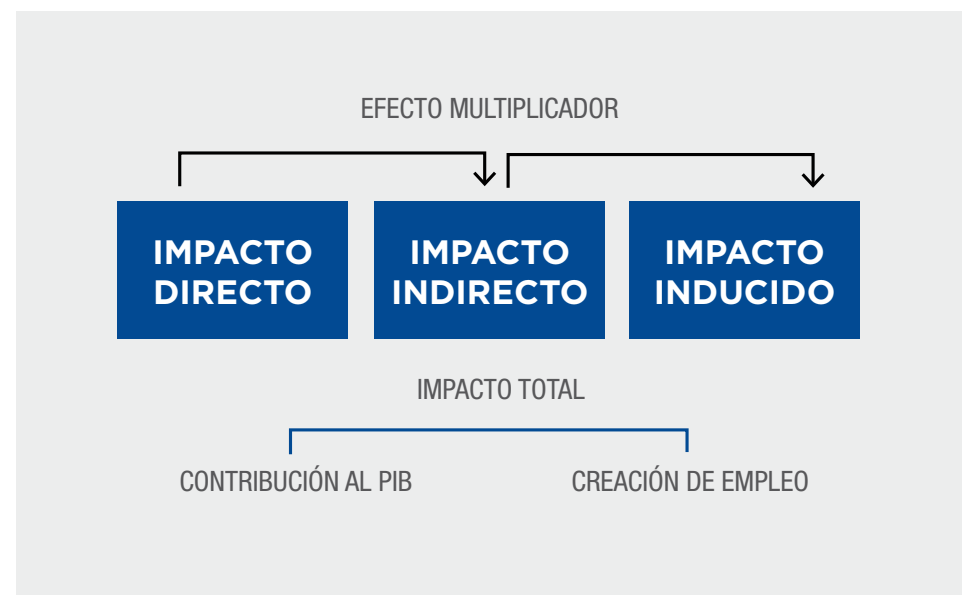 EFECTO MULTIPLICADOR
IMPACTO
DIRECTO
IMPACTO
INDIRECTO
IMPACTO
INDUCIDO
IMPACTO TOTAL
CONTRIBUCIÓN AL PIB
CREACIÓN DE EMPLEO